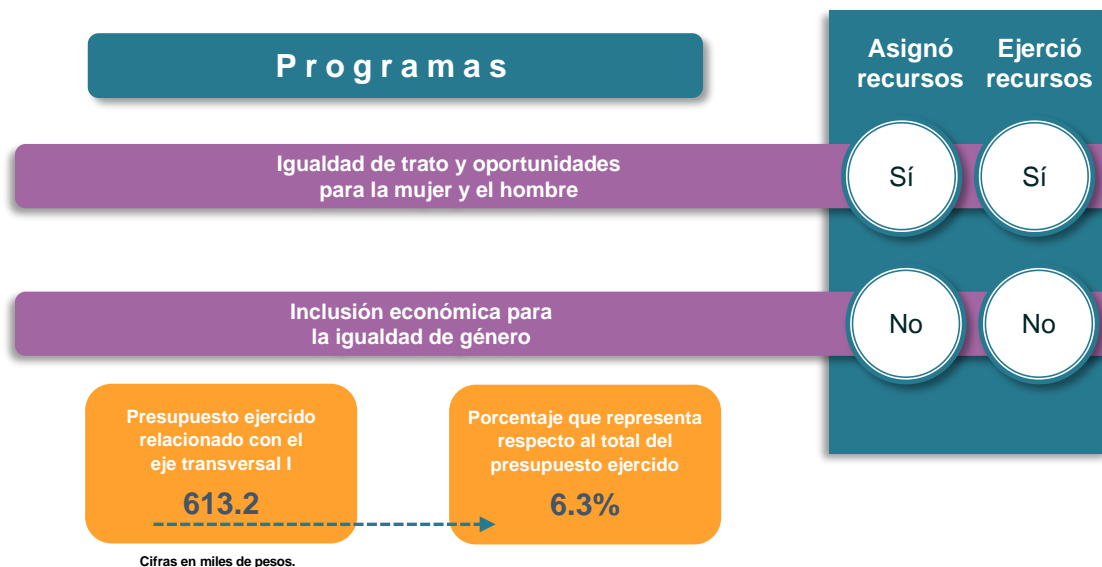 Programas
Asignó
recursos
Ejerció
recursos
Igualdad de trato y oportunidades
para la mujer y el hombre
Sí
Sí
Inclusión económica para
la igualdad de género
No
No
Presupuesto ejercido
relacionado con el
eje transversal I
613.2
Porcentaje que representa
respecto al total del
presupuesto ejercido
6.3%
Cifras en miles de pesos.